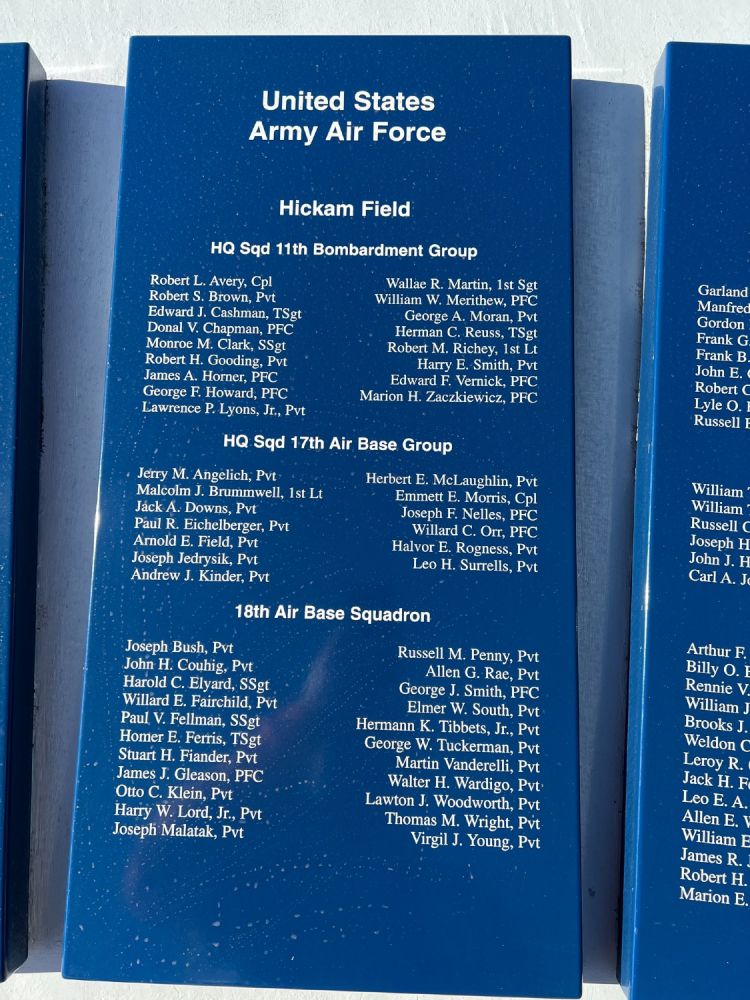 United States
Army Air Force
Hickam Field
HQ Sqd 11th Bombardment Group
Robert L. Avery, Cpl
Robert S. Brown, Pvt
Edward J. Cashman, TSgt
Donal V. Chapman, PFC
Monroe M. Clark, SSgt
Robert H. Gooding, Pvt
James A. Horner, PFC
George F. Howard, PFC
Lawrence P. Lyons, Jr., Pvt
Wallae R. Martin, 1st Sgt
William W. Merithew, PFC
George A. Moran, Pvt
Herman C. Reuss, TSgt
Robert M. Richey, 1st Lt
Harry E. Smith, Pvt
Edward F. Vernick, PFC
Marion H. Zaczkiewicz, PFC
HQ Sqd 17th Air Base Group
Jerry M. Angelich, Pvt
Malcolm J. Brummwell, 1st Lt
Jack A. Downs, Pvt
Paul R. Eichelberger, Pvt
Arnold E. Field, Pvt
Joseph Jedrysik, Pvt
Andrew J. Kinder, Pvt
Herbert E. McLaughlin, Pvt
Emmett E. Morris, Cpl
Joseph F. Nelles, PFC
Willard C. Orr, PFC
Halvor E. Rogness, Pvt
Leo H. Surrells, Pvt
18th Air Base Squadron
Joseph Bush, Pvt
John H. Couhig, Pvt
Harold C. Elyard, SSgt
Willard E. Fairchild, Pvt
Paul V. Fellman, SSgt
Homer E. Ferris, TSgt
Stuart H. Fiander, Pvt
James J. Gleason, PFC
Otto C. Klein, Pvt
Harry W. Lord, Jr., Pvt
Joseph Malatak, Pvt
Russell M. Penny, Pvt
Allen G. Rae, Pvt
George J. Smith, PFC
Elmer W. South, Pvt
Hermann K. Tibbets, Jr., Pvt
George W. Tuckerman, Pvt
Martin Vanderelli, Pvt
Walter H. Wardigo, Pvt
Lawton J. Woodworth, Pvt
Thomas M. Wright, Pvt
Virgil J. Young, Pvt
Garland
Manfred
Gordon
Frank G.
Frank B.
John E.
Robert
Lyle O.
Russell
William
William
Russell
Joseph
John J.
Carl A.
Arthur F.
Billy O.
Rennie V.
William
Brooks J.
Weldon
Leroy R.
Jack H.
Leo E. A.
Allen E.
William
James R.
Robert H.
Marion E.